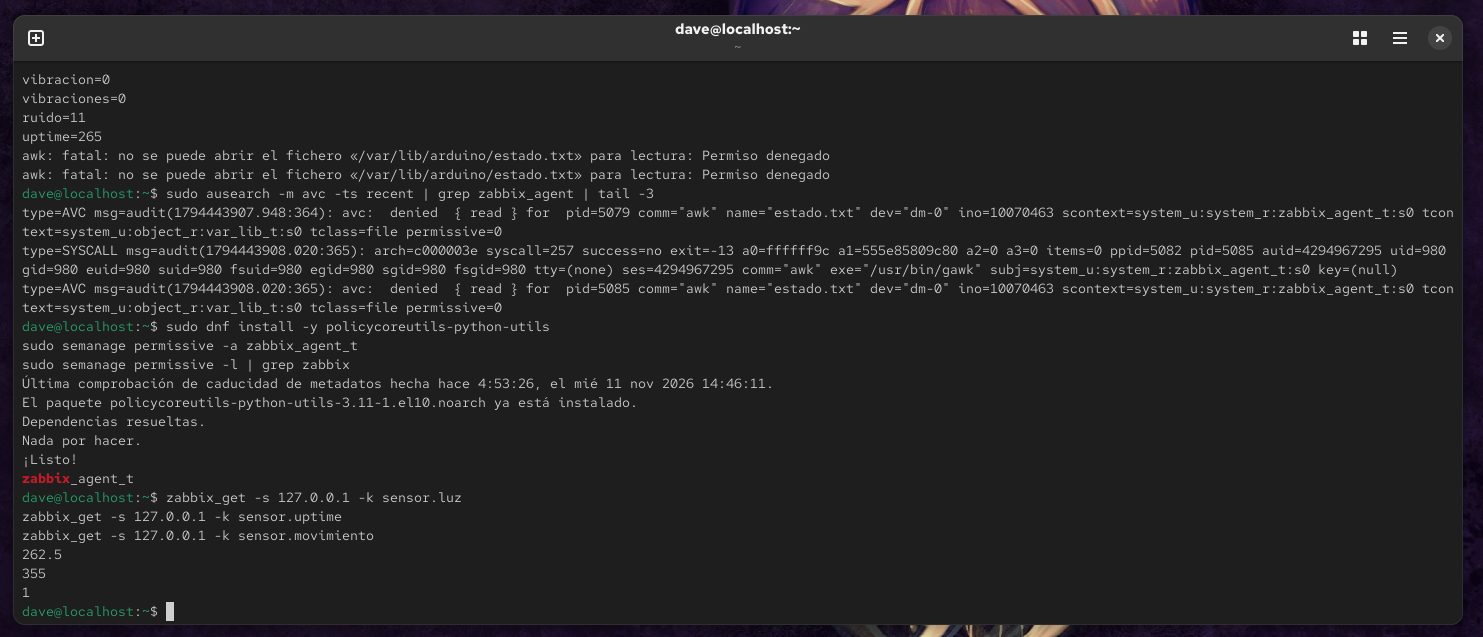 dave@localhost:~
~
vibracion=0
vibraciones=0
ruido=11
uptime=265
awk: fatal: no se puede abrir el fichero «/var/lib/arduino/estado.txt» para lectura: Permiso denegado
awk: fatal: no se puede abrir el fichero «/var/lib/arduino/estado.txt» para lectura: Permiso denegado
dave@localhost:~$ sudo ausearch -m avc -ts recent | grep zabbix_agent | tail -3
type=AVC msg=audit(1794443907.948:364): avc:  denied  { read } for  pid=5079 comm="awk" name="estado.txt" dev="dm-0" ino=10070463 scontext=system_u:system_r:zabbix_agent_t:s0 tcon
text=system_u:object_r:var_lib_t:s0 tclass=file permissive=0
type=SYSCALL msg=audit(1794443908.020:365): arch=c000003e syscall=257 success=no exit=-13 a0=ffffff9c a1=555e85809c80 a2=0 a3=0 items=0 ppid=5082 pid=5085 auid=4294967295 uid=980
gid=980 euid=980 suid=980 fsuid=980 egid=980 sgid=980 fsgid=980 tty=(none) ses=4294967295 comm="awk" exe="/usr/bin/gawk" subj=system_u:system_r:zabbix_agent_t:s0 key=(null)
type=AVC msg=audit(1794443908.020:365): avc:  denied  { read } for  pid=5085 comm="awk" name="estado.txt" dev="dm-0" ino=10070463 scontext=system_u:system_r:zabbix_agent_t:s0 tcon
text=system_u:object_r:var_lib_t:s0 tclass=file permissive=0
dave@localhost:~$ sudo dnf install -y policycoreutils-python-utils
sudo semanage permissive -a zabbix_agent_t
sudo semanage permissive -l | grep zabbix
Última comprobación de caducidad de metadatos hecha hace 4:53:26, el mié 11 nov 2026 14:46:11.
El paquete policycoreutils-python-utils-3.11-1.el10.noarch ya está instalado.
Dependencias resueltas.
Nada por hacer.
¡Listo!
zabbix_agent_t
dave@localhost:~$ zabbix_get -s 127.0.0.1 -k sensor.luz
zabbix_get -s 127.0.0.1 -k sensor.uptime
zabbix_get -s 127.0.0.1 -k sensor.movimiento
262.5
355
1
dave@localhost:~$